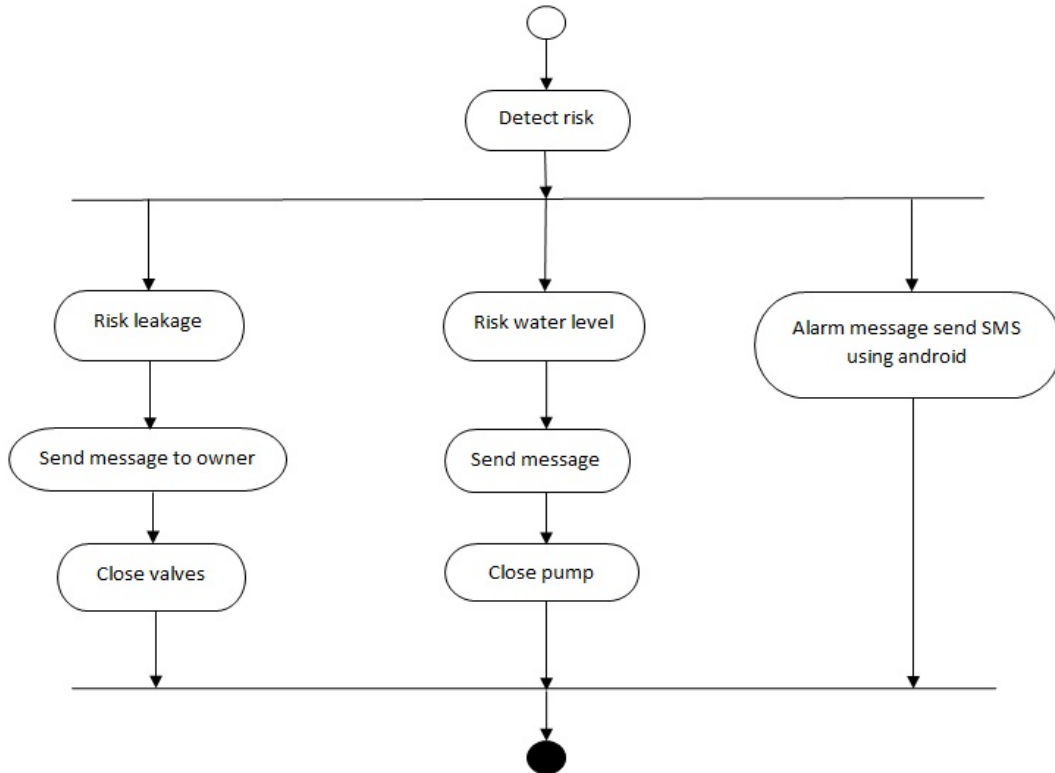 Detect risk
Risk leakage
Risk water level
Alarm message send SMS
using android
Send message to owner
Send message
Close valves
Close pump